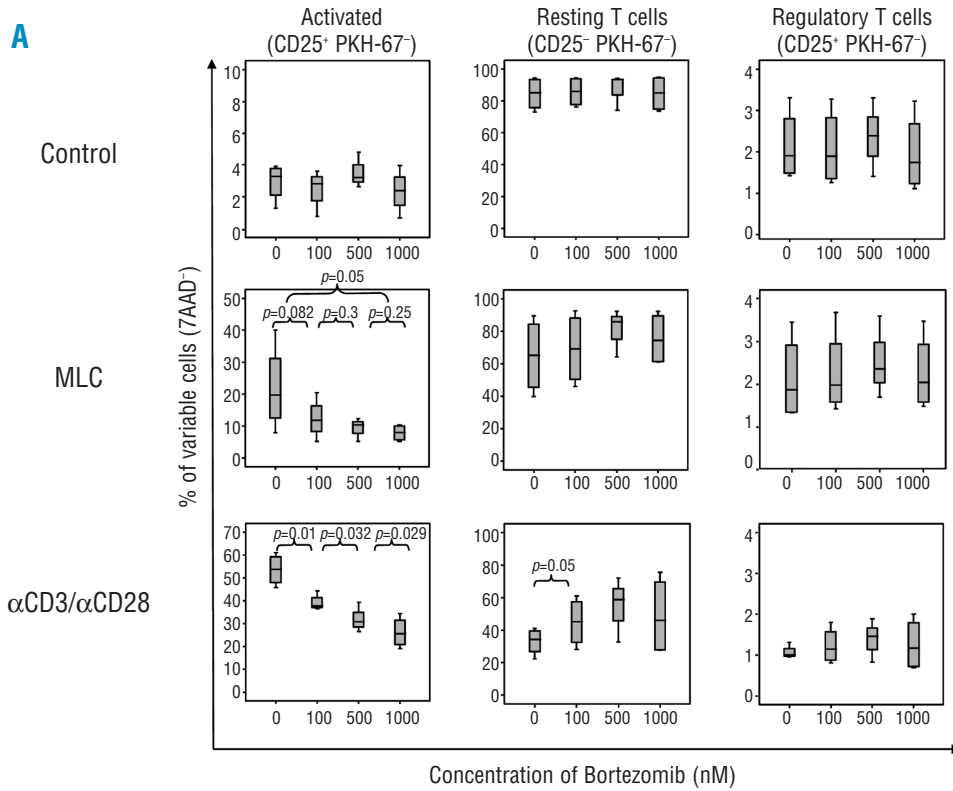 A
Activated
(CD25⁺ PKH-67⁻)
Resting T cells
(CD25⁻ PKH-67⁻)
Regulatory T cells
(CD25⁺ PKH-67⁻)
% of variable cells (7AAD⁻)
Control
10
8
6
4
2
0
0 100 500 1000
100
80
60
40
20
0
0 100 500 1000
4
3
2
1
0
0 100 500 1000
MLC
p=0.05
p=0.082 p=0.3 p=0.25
50
40
30
20
10
0
0 100 500 1000
100
80
60
40
20
0
0 100 500 1000
4
3
2
1
0
0 100 500 1000
αCD3/αCD28
p=0.01 p=0.032 p=0.029
70
60
50
40
30
20
10
0
0 100 500 1000
p=0.05
100
80
60
40
20
0
0 100 500 1000
4
3
2
1
0
0 100 500 1000
Concentration of Bortezomib (nM)